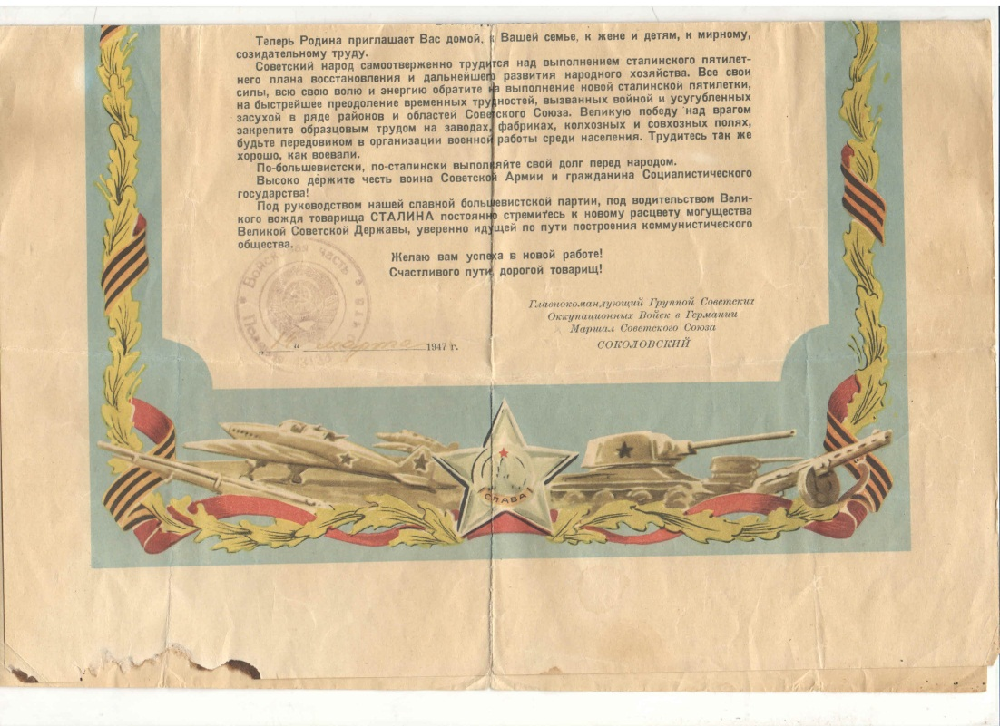 Теперь Родина приглашает Вас домой, к Вашей семье, к жене и детям, к мирному,
созидательному труду.
Советский народ самоотверженно трудится над выполнением сталинского пятилет-
него плана восстановления и дальнейшего развития народного хозяйства. Все свои
силы, всю свою волю и энергию обратите на выполнение новой сталинской пятилетки,
на быстрейшее преодоление временных трудностей, вызванных войной и усугубленных
засухой в ряде районов и областей Советского Союза. Великую победу над врагом
закрепите образцовым трудом на заводах, фабриках, колхозных и совхозных полях,
будьте передовиком в организации военной работы среди населения. Трудитесь так же
хорошо, как воевали.
По-большевистски, по-сталински выполняйте свой долг перед народом.
Высоко держите честь воина Советской Армии и гражданина Социалистического
государства!
Под руководством нашей славной большевистской партии, под водительством Вели-
кого вождя товарища СТАЛИНА постоянно стремитесь к новому расцвету могущества
Великой Советской Державы, уверенно идущей по пути построения коммунистического
общества.
Желаю вам успеха в новой работе!
Счастливого пути, дорогой товарищ!
Войсковая часть
Главнокомандующий Группой Советских
Оккупационных Войск в Германии
Маршал Советского Союза
СОКОЛОВСКИЙ
" " марта 1947 г.
СЛАВА